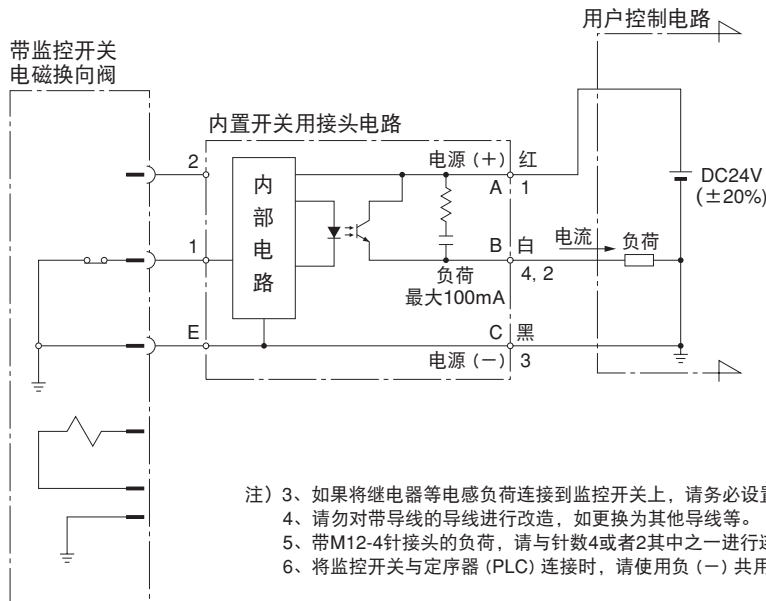 用户控制电路
带监控开关
电磁换向阀
内置开关用接头电路
2
电源 (+)
红
A
1
内部电路
DC24V
(±20%)
1
B
白
电流
负荷
4, 2
负荷
最大100mA
E
C
黑
电源 (-)
3
注) 3、如果将继电器等电感负荷连接到监控开关上，请务必设置
4、请勿对带导线的导线进行改造，如更换为其他导线等。
5、带M12-4针接头的负荷，请与针数4或者2其中之一进行
6、将监控开关与定序器 (PLC) 连接时，请使用负 (-) 共用